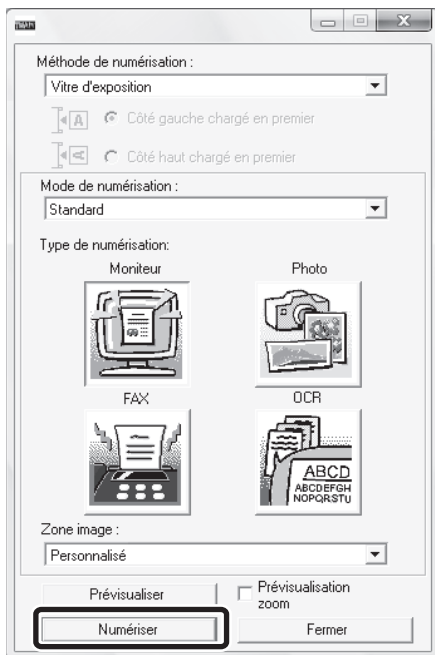 TWAIN
Méthode de numérisation :
Vitre d'exposition
A
Côté gauche chargé en premier
A
Côté haut chargé en premier
Mode de numérisation :
Standard
Type de numérisation:
Moniteur
Photo
FAX
OCR
ABCD
ABCDEFGH
NOPQRSTU
Zone image :
Personnalisé
Prévisualiser
Prévisualisation
zoom
Numériser
Fermer